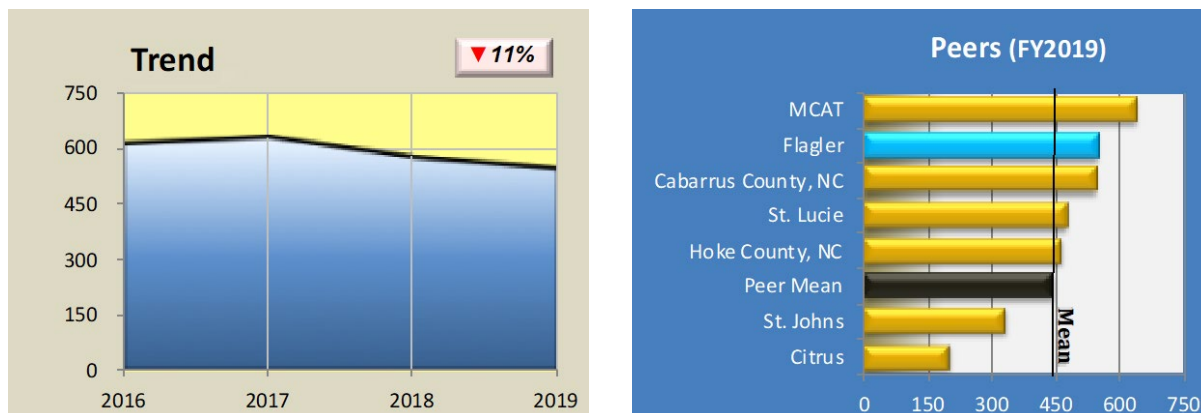 Trend
▼11%
750
600
450
300
150
0
2016 2017 2018 2019
Peers (FY2019)
MCAT
Flagler
Cabarrus County, NC
St. Lucie
Hoke County, NC
Peer Mean
St. Johns
Citrus
Mean
0 150 300 450 600 750